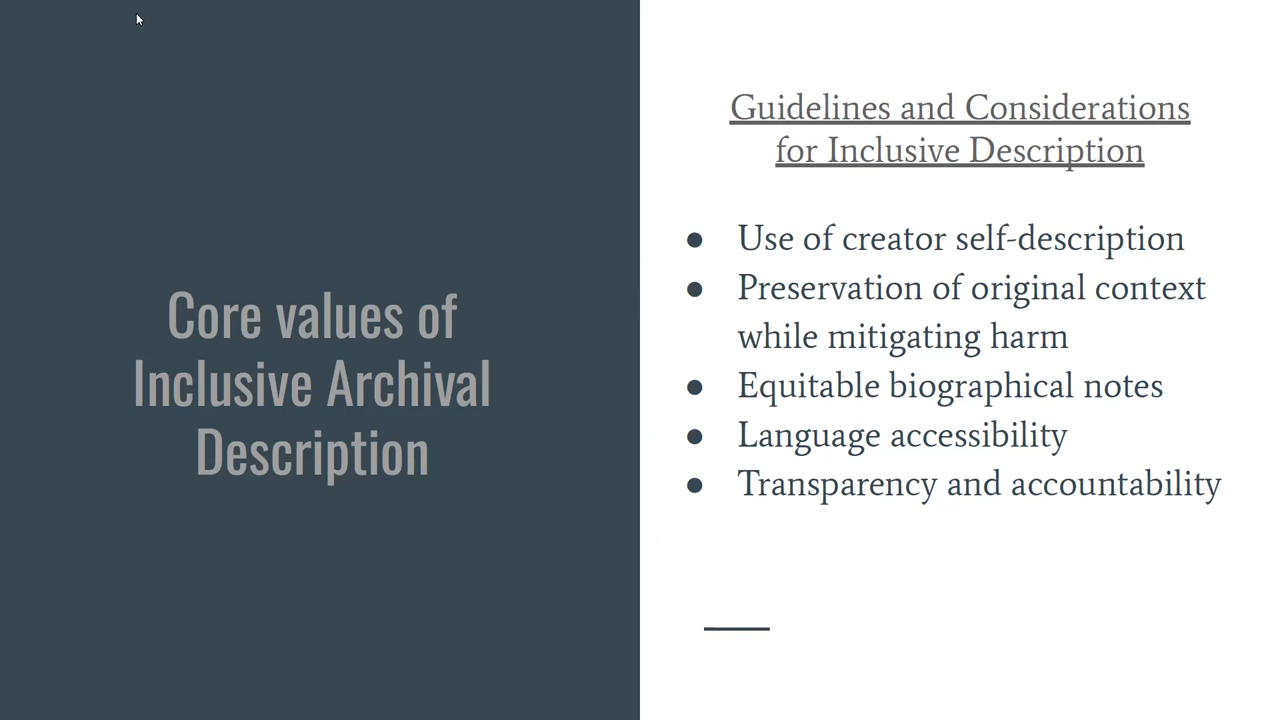 Core values of
Inclusive Archival
Description
Guidelines and Considerations
for Inclusive Description
● Use of creator self-description
● Preservation of original context
while mitigating harm
● Equitable biographical notes
● Language accessibility
● Transparency and accountability